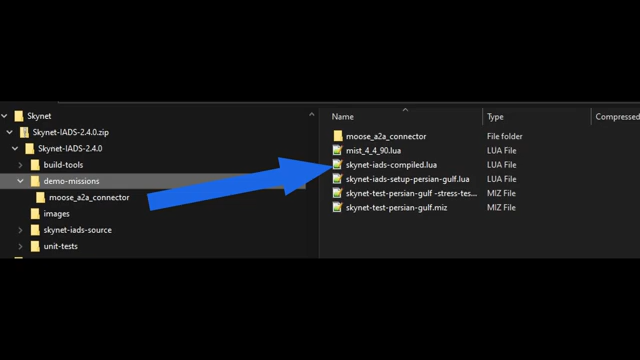 Skynet
Skynet-IADS-2.4.0.zip
Skynet-IADS-2.4.0
build-tools
demo-missions
moose_a2a_connector
images
skynet-iads-source
unit-tests
Name Type Compressed
moose_a2a_connector File folder
mist_4_4_90.lua LUA File
skynet-iads-compiled.lua LUA File
skynet-iads-setup-persian-gulf.lua LUA File
skynet-test-persian-gulf -stress-tes... MIZ File
skynet-test-persian-gulf.miz MIZ File